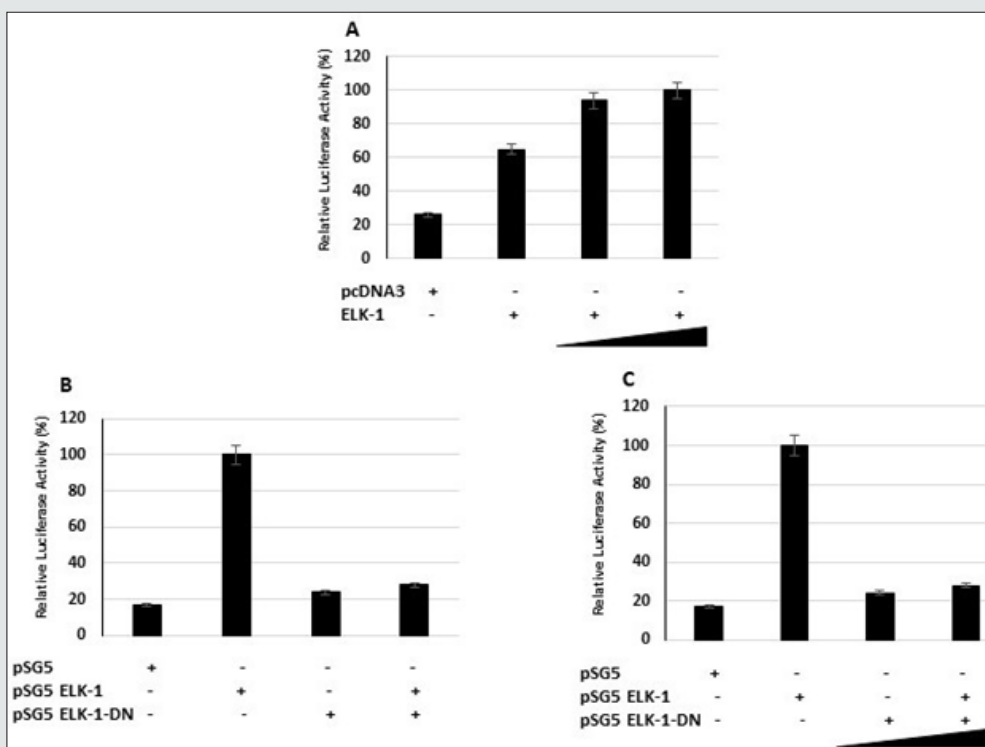 A
Relative Luciferase Activity (%)
120
100
80
60
40
20
0
pcDNA3 + - - -
ELK-1 - + + +
B
Relative Luciferase Activity (%)
120
100
80
60
40
20
0
pSG5 + - - -
pSG5 ELK-1 - + - +
pSG5 ELK-1-DN - - + +
C
Relative Luciferase Activity (%)
120
100
80
60
40
20
0
pSG5 + - - -
pSG5 ELK-1 - + - +
pSG5 ELK-1-DN - - + +